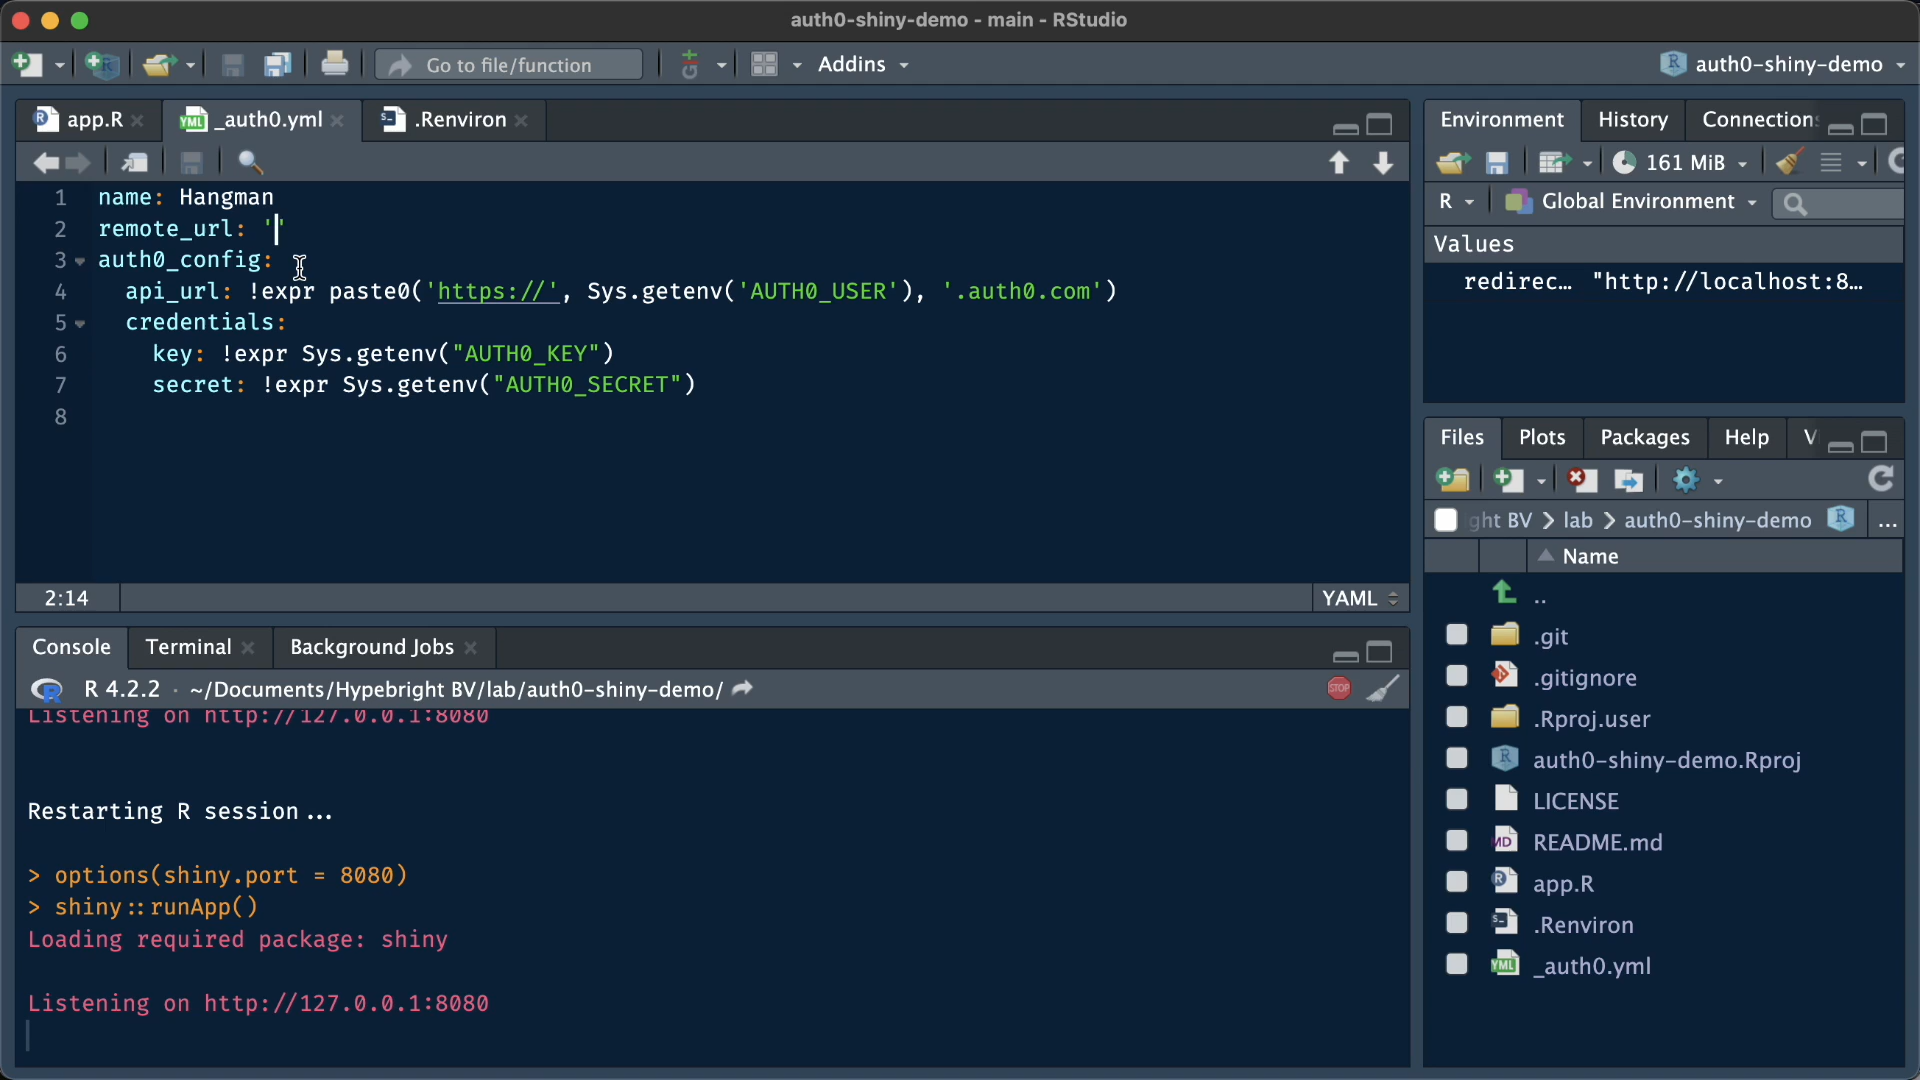 auth0-shiny-demo - main - RStudio
Go to file/function
Addins
auth0-shiny-demo
app.R
_auth0.yml
.Renviron
1 name: Hangman
2 remote_url: ''
3 auth0_config:
4 api_url: !expr paste0('https://', Sys.getenv('AUTH0_USER'), '.auth0.com')
5 credentials:
6 key: !expr Sys.getenv("AUTH0_KEY")
7 secret: !expr Sys.getenv("AUTH0_SECRET")
8
2:14
YAML
Console
Terminal
Background Jobs
R 4.2.2 · ~/Documents/Hypebright BV/lab/auth0-shiny-demo/
STOP
Listening on http://127.0.0.1:8080
Restarting R session...
> options(shiny.port = 8080)
> shiny::runApp()
Loading required package: shiny
Listening on http://127.0.0.1:8080
Environment
History
Connection
161 MiB
R
Global Environment
Values
redirec… "http://localhost:8…
Files
Plots
Packages
Help
V
ght BV > lab > auth0-shiny-demo
...
Name
..
.git
.gitignore
.Rproj.user
auth0-shiny-demo.Rproj
LICENSE
README.md
app.R
.Renviron
_auth0.yml